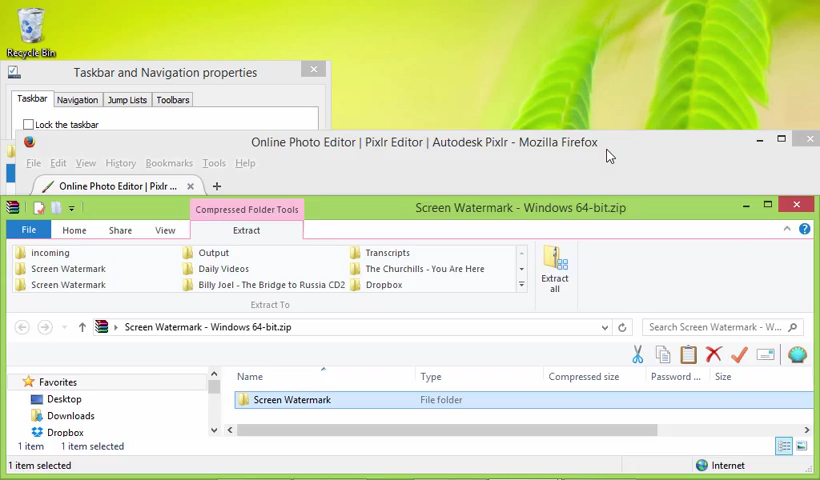 Recycle Bin
Taskbar and Navigation properties
Taskbar Navigation Jump Lists Toolbars
Lock the taskbar
Online Photo Editor | Pixlr Editor | Autodesk Pixlr - Mozilla Firefox
File Edit View History Bookmarks Tools Help
Online Photo Editor | Pixlr ...
Compressed Folder Tools
Screen Watermark - Windows 64-bit.zip
File Home Share View Extract
incoming Output Transcripts
Screen Watermark Daily Videos The Churchills - You Are Here
Screen Watermark Billy Joel - The Bridge to Russia CD2 Dropbox
Extract all
Extract To
Screen Watermark - Windows 64-bit.zip
Search Screen Watermark - W...
Name Type Compressed size Password ... Size
Favorites
Desktop
Downloads
Dropbox
Screen Watermark File folder
1 item 1 item selected
1 item selected
Internet